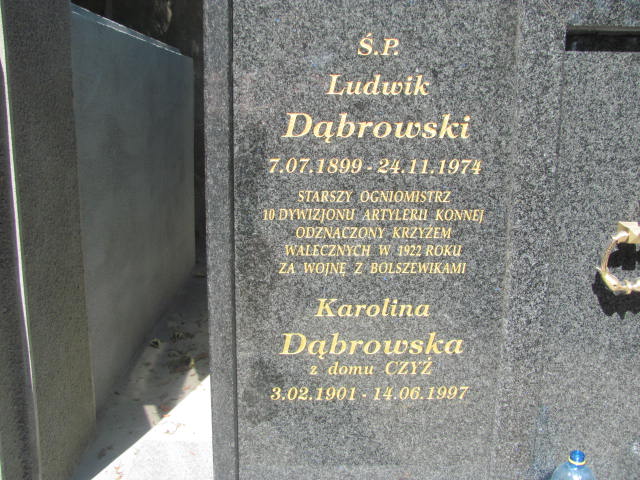 Ś.P.
Ludwik
Dąbrowski
7.07.1899 - 24.11.1974
STARSZY OGNIOMISTRZ
10 DYWIZJONU ARTYLERII KONNEJ
ODZNACZONY KRZYŻEM
WALECZNYCH W 1922 ROKU
ZA WOJNĘ Z BOLSZEWIKAMI
Karolina
Dąbrowska
z domu CZYŻ
3.02.1901 - 14.06.1997